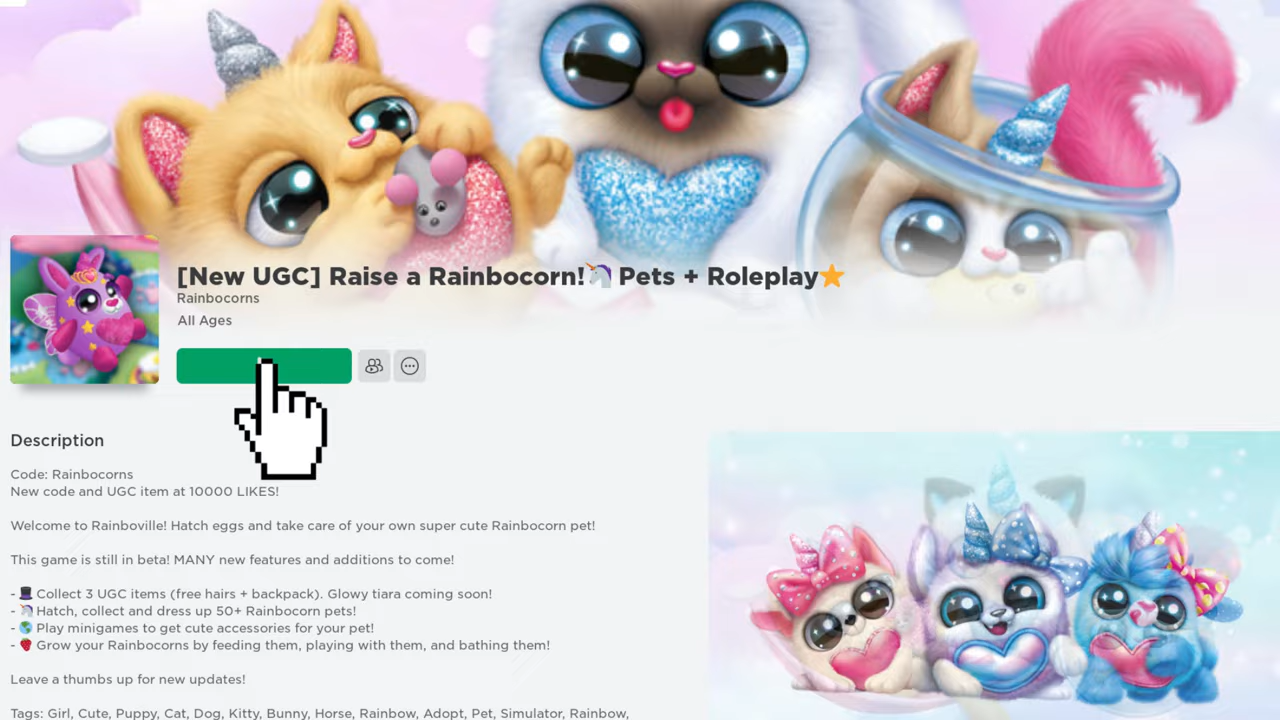 [New UGC] Raise a Rainbocorn!🦄 Pets + Roleplay⭐
Rainbocorns
All Ages
Description
Code: Rainbocorns
New code and UGC item at 10000 LIKES!
Welcome to Rainboville! Hatch eggs and take care of your own super cute Rainbocorn pet!
This game is still in beta! MANY new features and additions to come!
- 🎩 Collect 3 UGC items (free hairs + backpack). Glowy tiara coming soon!
- 🦄 Hatch, collect and dress up 50+ Rainbocorn pets!
- 🌎 Play minigames to get cute accessories for your pet!
- 🍓 Grow your Rainbocorns by feeding them, playing with them, and bathing them!
Leave a thumbs up for new updates!
Tags: Girl, Cute, Puppy, Cat, Dog, Kitty, Bunny, Horse, Rainbow, Adopt, Pet, Simulator, Rainbow,